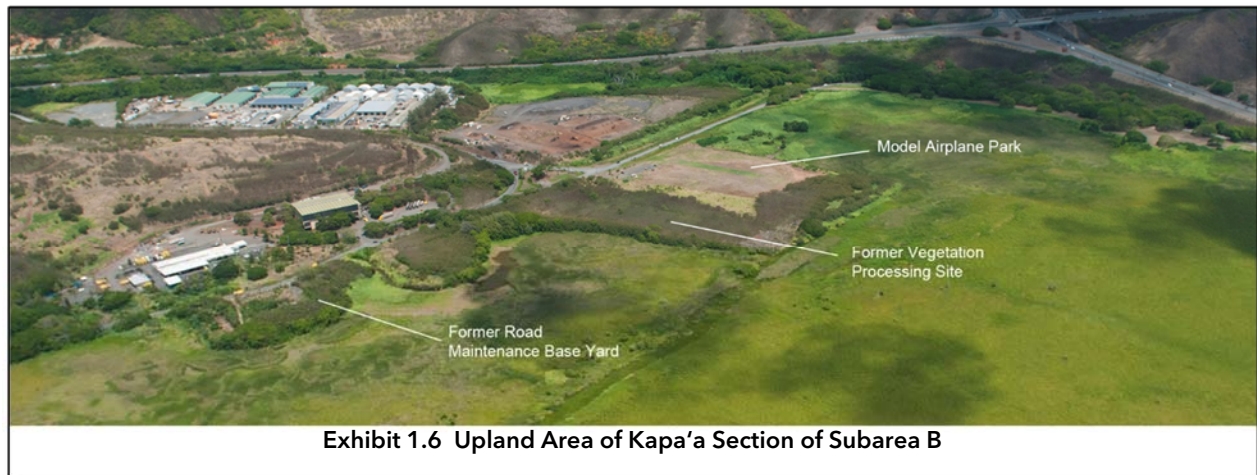 Model Airplane Park
Former Vegetation
Processing Site
Former Road
Maintenance Base Yard
Exhibit 1.6 Upland Area of Kapa‘a Section of Subarea B